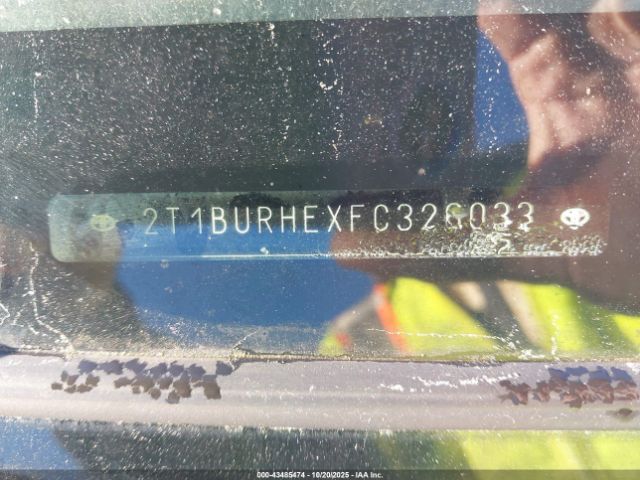 2T1BURHEXFC326033
000-43485474 | 10/20/2025 | IAA Inc.